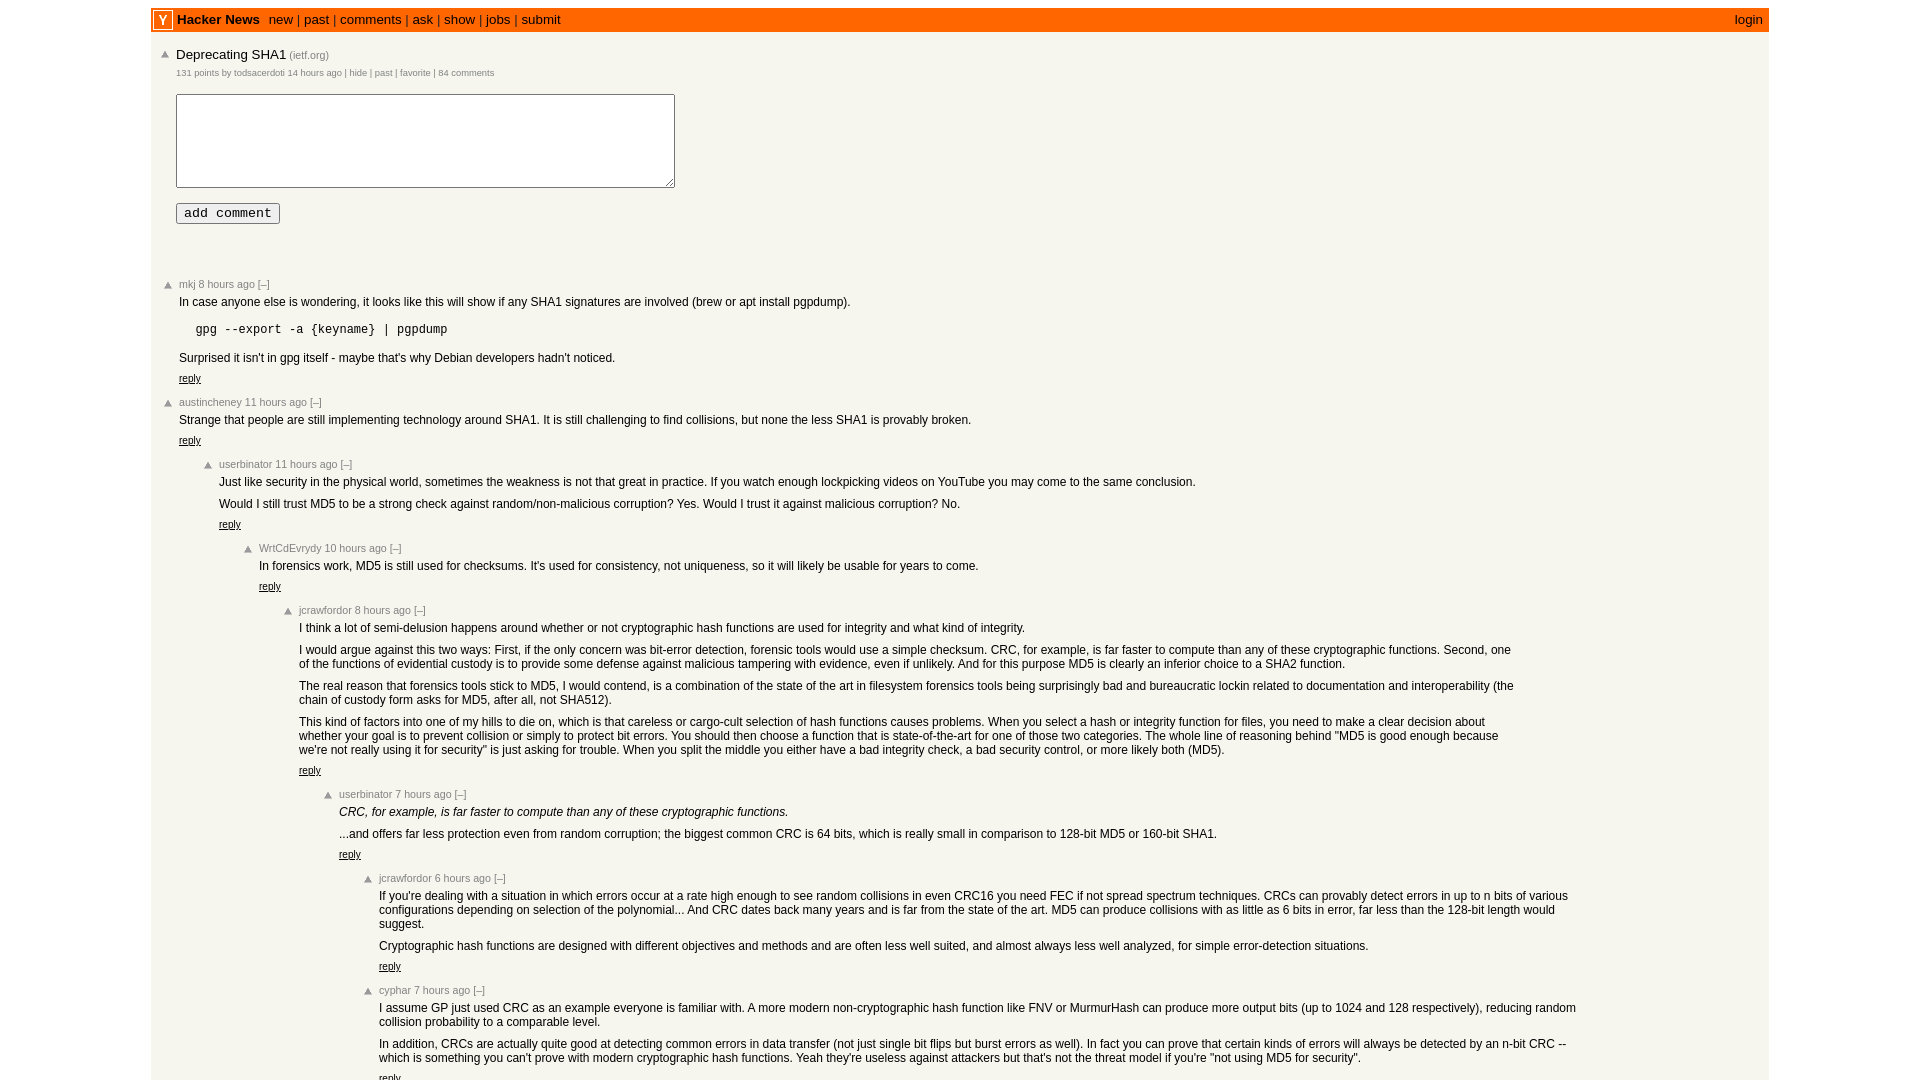 Y Hacker News new | past | comments | ask | show | jobs | submit login
Deprecating SHA1 (ietf.org)
131 points by todsacerdoti 14 hours ago | hide | past | favorite | 84 comments
add comment
mkj 8 hours ago [–]
In case anyone else is wondering, it looks like this will show if any SHA1 signatures are involved (brew or apt install pgpdump).
gpg --export -a {keyname} | pgpdump
Surprised it isn't in gpg itself - maybe that's why Debian developers hadn't noticed.
reply
austincheney 11 hours ago [–]
Strange that people are still implementing technology around SHA1. It is still challenging to find collisions, but none the less SHA1 is provably broken.
reply
userbinator 11 hours ago [–]
Just like security in the physical world, sometimes the weakness is not that great in practice. If you watch enough lockpicking videos on YouTube you may come to the same conclusion.
Would I still trust MD5 to be a strong check against random/non-malicious corruption? Yes. Would I trust it against malicious corruption? No.
reply
WrtCdEvrydy 10 hours ago [–]
In forensics work, MD5 is still used for checksums. It's used for consistency, not uniqueness, so it will likely be usable for years to come.
reply
jcrawfordor 8 hours ago [–]
I think a lot of semi-delusion happens around whether or not cryptographic hash functions are used for integrity and what kind of integrity.
I would argue against this two ways: First, if the only concern was bit-error detection, forensic tools would use a simple checksum. CRC, for example, is far faster to compute than any of these cryptographic functions. Second, one
of the functions of evidential custody is to provide some defense against malicious tampering with evidence, even if unlikely. And for this purpose MD5 is clearly an inferior choice to a SHA2 function.
The real reason that forensics tools stick to MD5, I would contend, is a combination of the state of the art in filesystem forensics tools being surprisingly bad and bureaucratic lockin related to documentation and interoperability (the
chain of custody form asks for MD5, after all, not SHA512).
This kind of factors into one of my hills to die on, which is that careless or cargo-cult selection of hash functions causes problems. When you select a hash or integrity function for files, you need to make a clear decision about
whether your goal is to prevent collision or simply to protect bit errors. You should then choose a function that is state-of-the-art for one of those two categories. The whole line of reasoning behind "MD5 is good enough because
we're not really using it for security" is just asking for trouble. When you split the middle you either have a bad integrity check, a bad security control, or more likely both (MD5).
reply
userbinator 7 hours ago [–]
CRC, for example, is far faster to compute than any of these cryptographic functions.
...and offers far less protection even from random corruption; the biggest common CRC is 64 bits, which is really small in comparison to 128-bit MD5 or 160-bit SHA1.
reply
jcrawfordor 6 hours ago [–]
If you're dealing with a situation in which errors occur at a rate high enough to see random collisions in even CRC16 you need FEC if not spread spectrum techniques. CRCs can provably detect errors in up to n bits of various
configurations depending on selection of the polynomial... And CRC dates back many years and is far from the state of the art. MD5 can produce collisions with as little as 6 bits in error, far less than the 128-bit length would
suggest.
Cryptographic hash functions are designed with different objectives and methods and are often less well suited, and almost always less well analyzed, for simple error-detection situations.
reply
cyphar 7 hours ago [–]
I assume GP just used CRC as an example everyone is familiar with. A more modern non-cryptographic hash function like FNV or MurmurHash can produce more output bits (up to 1024 and 128 respectively), reducing random
collision probability to a comparable level.
In addition, CRCs are actually quite good at detecting common errors in data transfer (not just single bit flips but burst errors as well). In fact you can prove that certain kinds of errors will always be detected by an n-bit CRC --
which is something you can't prove with modern cryptographic hash functions. Yeah they're useless against attackers but that's not the threat model if you're "not using MD5 for security".
reply